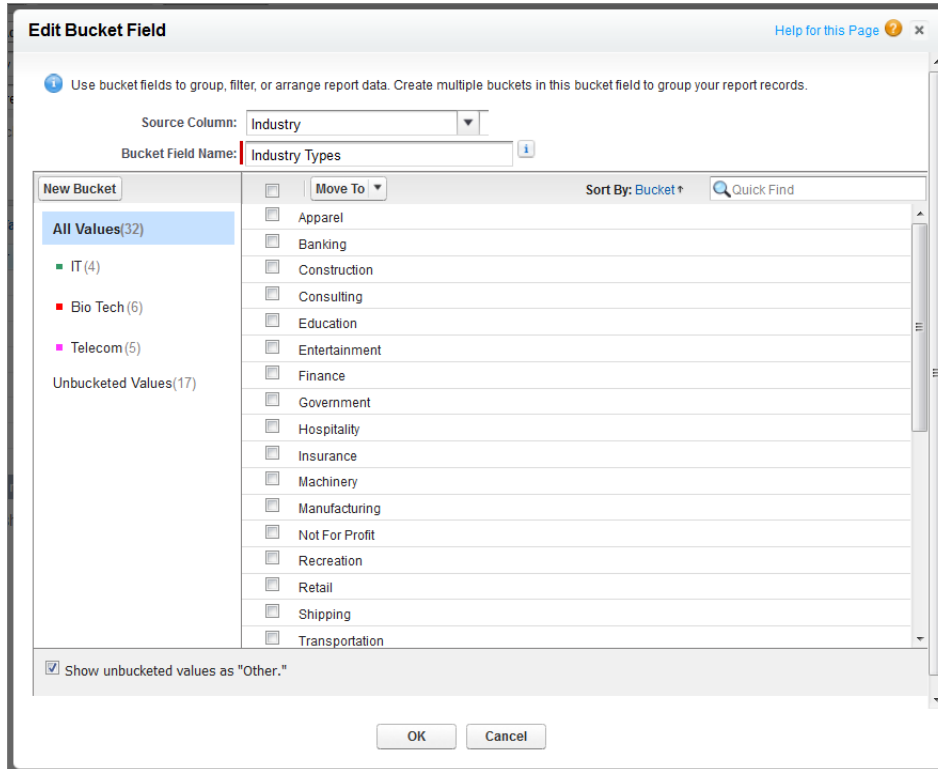 Edit Bucket Field
Help for this Page
Use bucket fields to group, filter, or arrange report data. Create multiple buckets in this bucket field to group your report records.
Source Column: Industry
Bucket Field Name: Industry Types
New Bucket
Move To
Sort By: Bucket
Quick Find
All Values(32)
IT (4)
Bio Tech (6)
Telecom (5)
Unbucketed Values(17)
Apparel
Banking
Construction
Consulting
Education
Entertainment
Finance
Government
Hospitality
Insurance
Machinery
Manufacturing
Not For Profit
Recreation
Retail
Shipping
Transportation
Show unbucketed values as "Other."
OK
Cancel